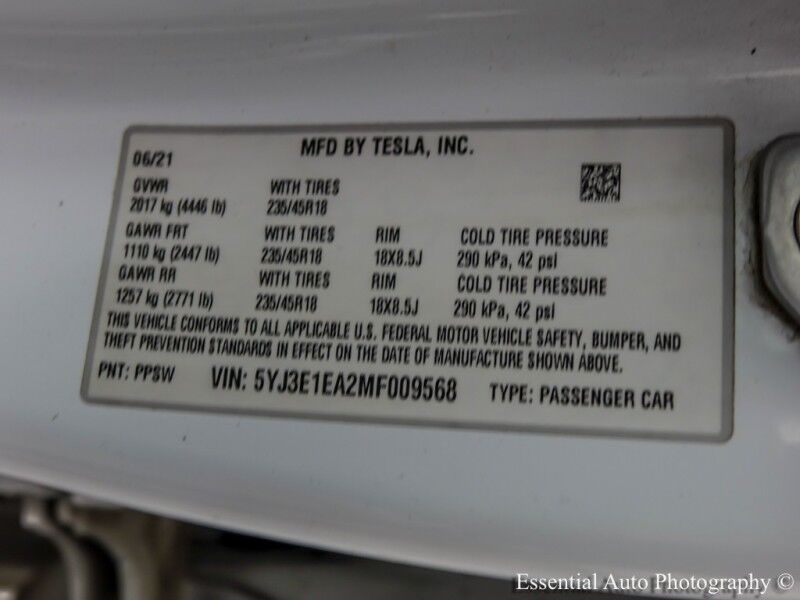 06/21 MFD BY TESLA, INC.
GVWR WITH TIRES
2017 kg (4446 lb) 235/45R18
GAWR FRT WITH TIRES RIM COLD TIRE PRESSURE
1110 kg (2447 lb) 235/45R18 18X8.5J 290 kPa, 42 psi
GAWR RR WITH TIRES RIM COLD TIRE PRESSURE
1257 kg (2771 lb) 235/45R18 18X8.5J 290 kPa, 42 psi
THIS VEHICLE CONFORMS TO ALL APPLICABLE U.S. FEDERAL MOTOR VEHICLE SAFETY, BUMPER, AND
THEFT PREVENTION STANDARDS IN EFFECT ON THE DATE OF MANUFACTURE SHOWN ABOVE.
PNT: PPSW VIN: 5YJ3E1EA2MF009568 TYPE: PASSENGER CAR
Essential Auto Photography ©